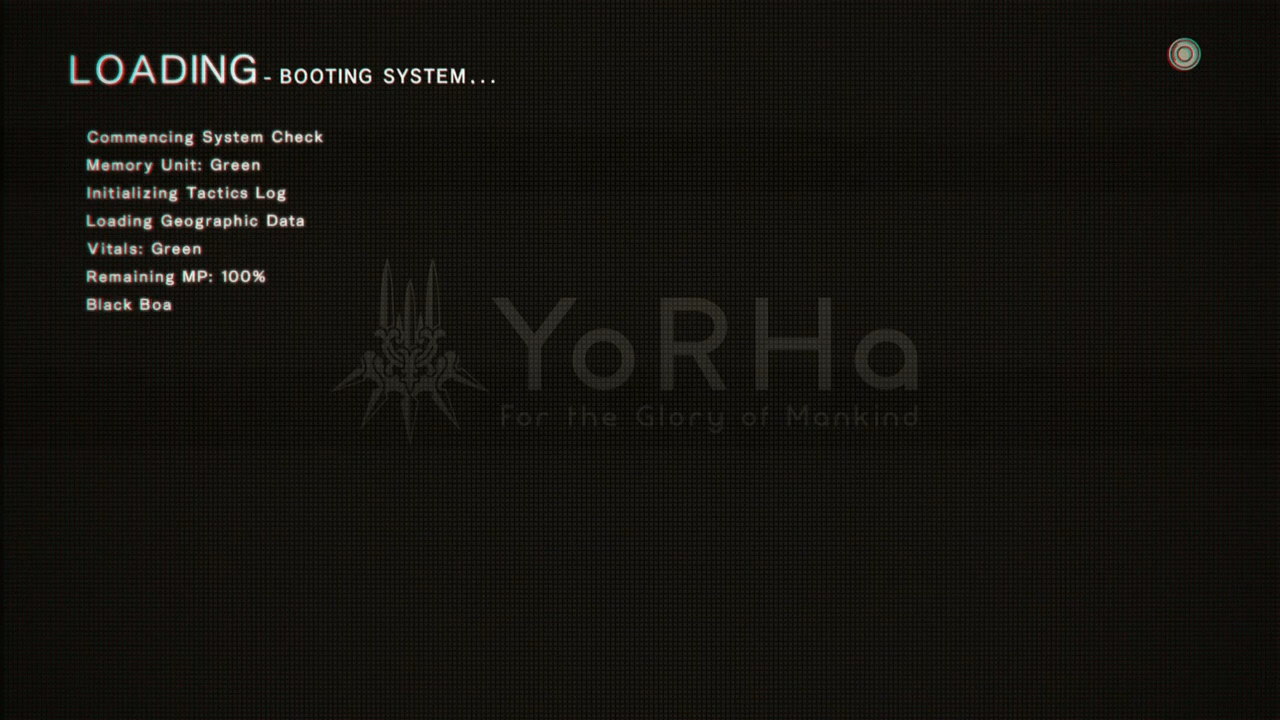 LOADING - BOOTING SYSTEM...
Commencing System Check
Memory Unit: Green
Initializing Tactics Log
Loading Geographic Data
Vitals: Green
Remaining MP: 100%
Black Boa
YoRHa
For the Glory of Mankind